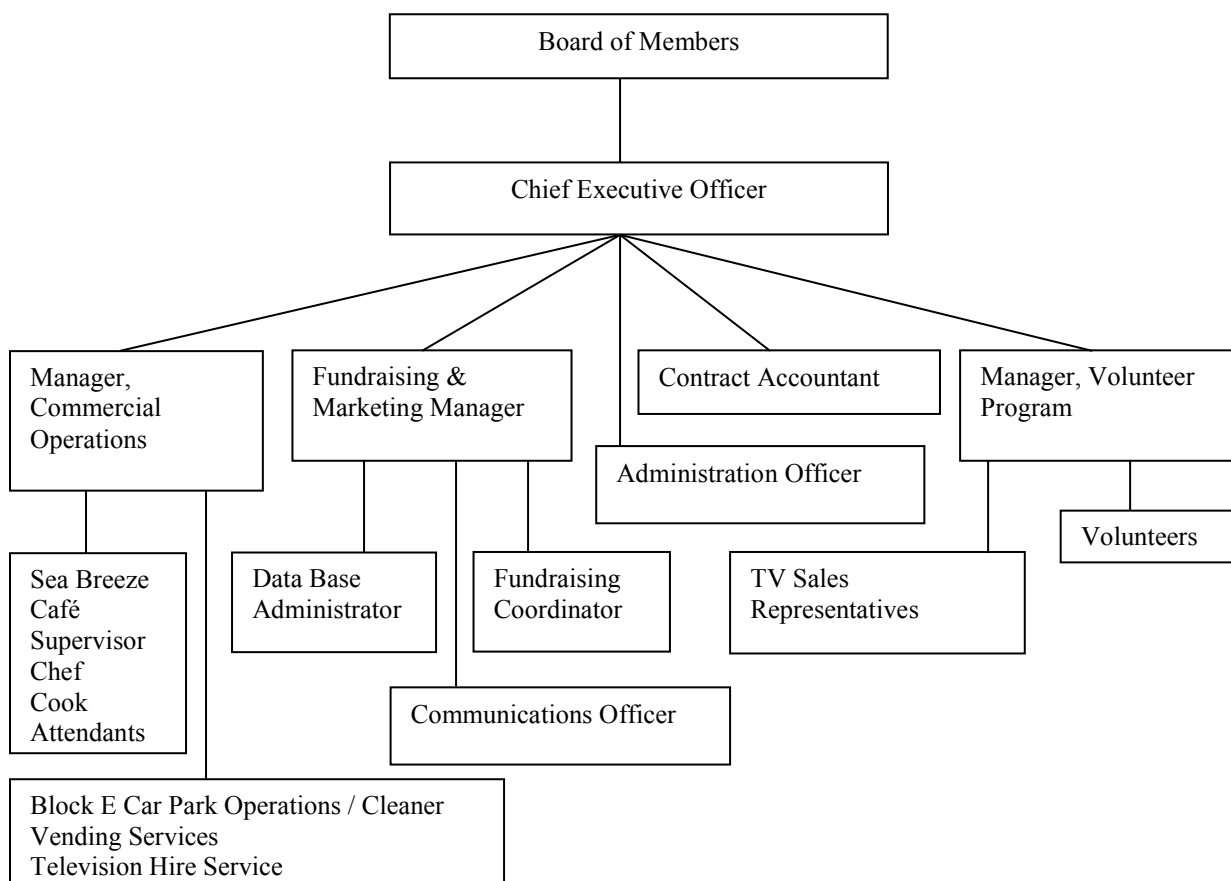 Board of Members
Chief Executive Officer
Manager,
Commercial
Operations
Fundraising &
Marketing Manager
Contract Accountant
Manager, Volunteer
Program
Administration Officer
Volunteers
Sea Breeze
Café
Supervisor
Chef
Cook
Attendants
Data Base
Administrator
Fundraising
Coordinator
TV Sales
Representatives
Communications Officer
Block E Car Park Operations / Cleaner
Vending Services
Television Hire Service